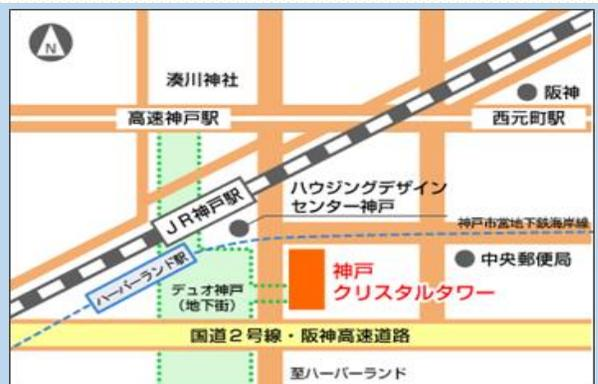 N
湊川神社
阪神
高速神戸駅
西元町駅
ハウジングデザイン
センター神戸
JR神戸駅
神戸市営地下鉄海岸線
中央郵便局
ハーバーランド駅
神戸
クリスタルタワー
デュオ神戸
(地下街)
国道2号線・阪神高速道路
至ハーバーランド